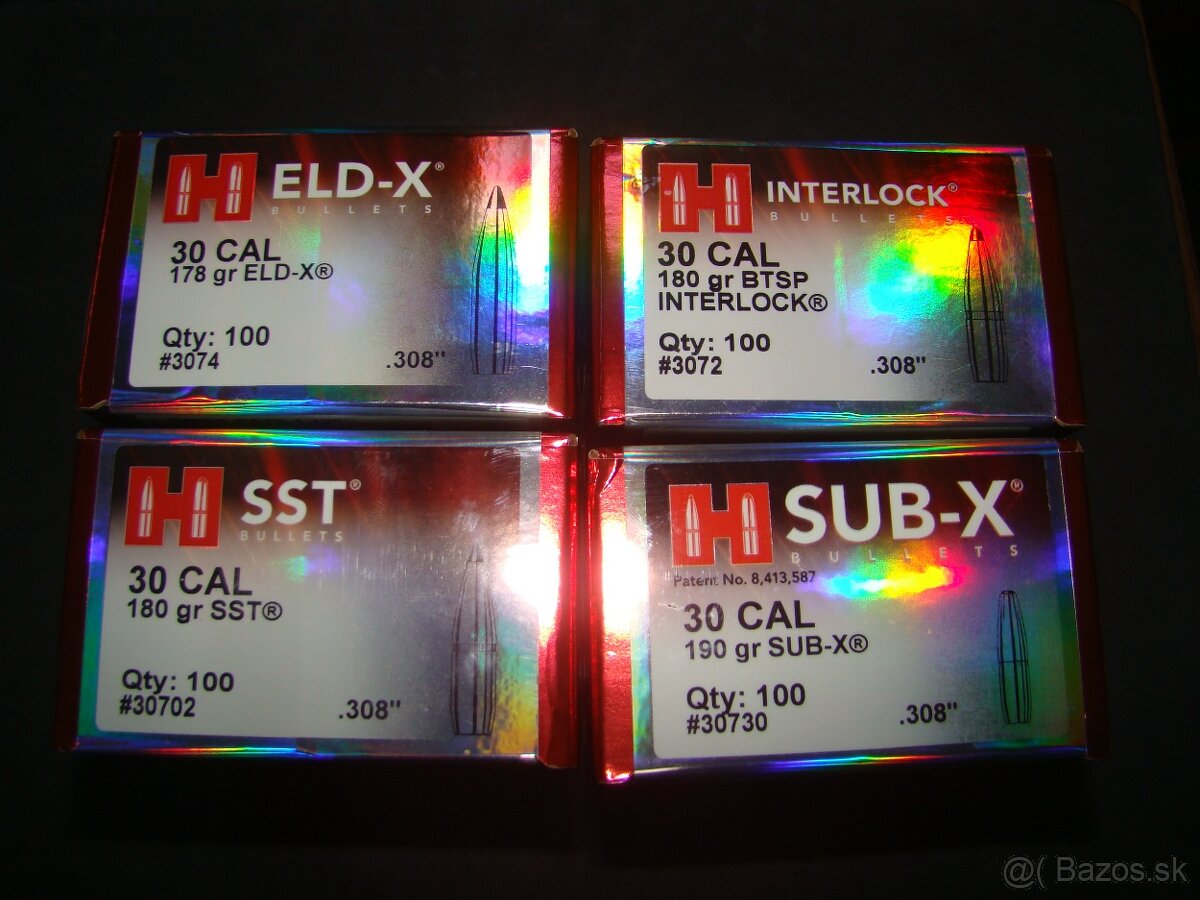 ELD-X®
BULLETS
30 CAL
178 gr ELD-X®
Qty: 100
#3074
.308"
INTERLOCK®
BULLETS
30 CAL
180 gr BTSP
INTERLOCK®
Qty: 100
#3072
.308"
SST®
BULLETS
30 CAL
180 gr SST®
Qty: 100
#30702
.308"
SUB-X®
BULLETS
Patent No. 8,413,587
30 CAL
190 gr SUB-X®
Qty: 100
#30730
.308"
@( Bazos.sk